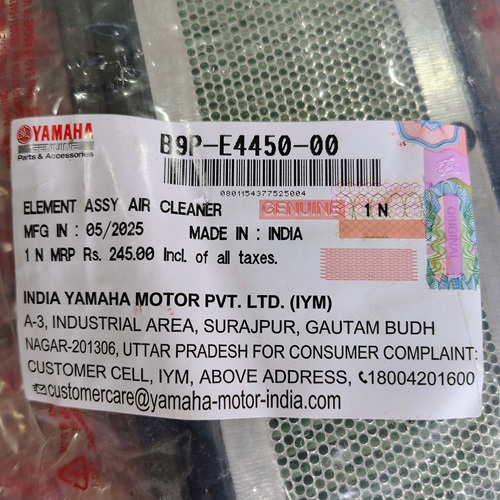 YAMAHA
GENUINE
Parts & Accessories
B9P-E4450-00
0801154377525004
ELEMENT ASSY AIR CLEANER
GENUINE
1 N
MFG IN : 05/2025 MADE IN : INDIA
1 N MRP Rs. 245.00 Incl. of all taxes.
ORIGINAL
INDIA YAMAHA MOTOR PVT. LTD. (IYM)
A-3, INDUSTRIAL AREA, SURAJPUR, GAUTAM BUDH
NAGAR-201306, UTTAR PRADESH FOR CONSUMER COMPLAINT:
CUSTOMER CELL, IYM, ABOVE ADDRESS, 18004201600
customercare@yamaha-motor-india.com